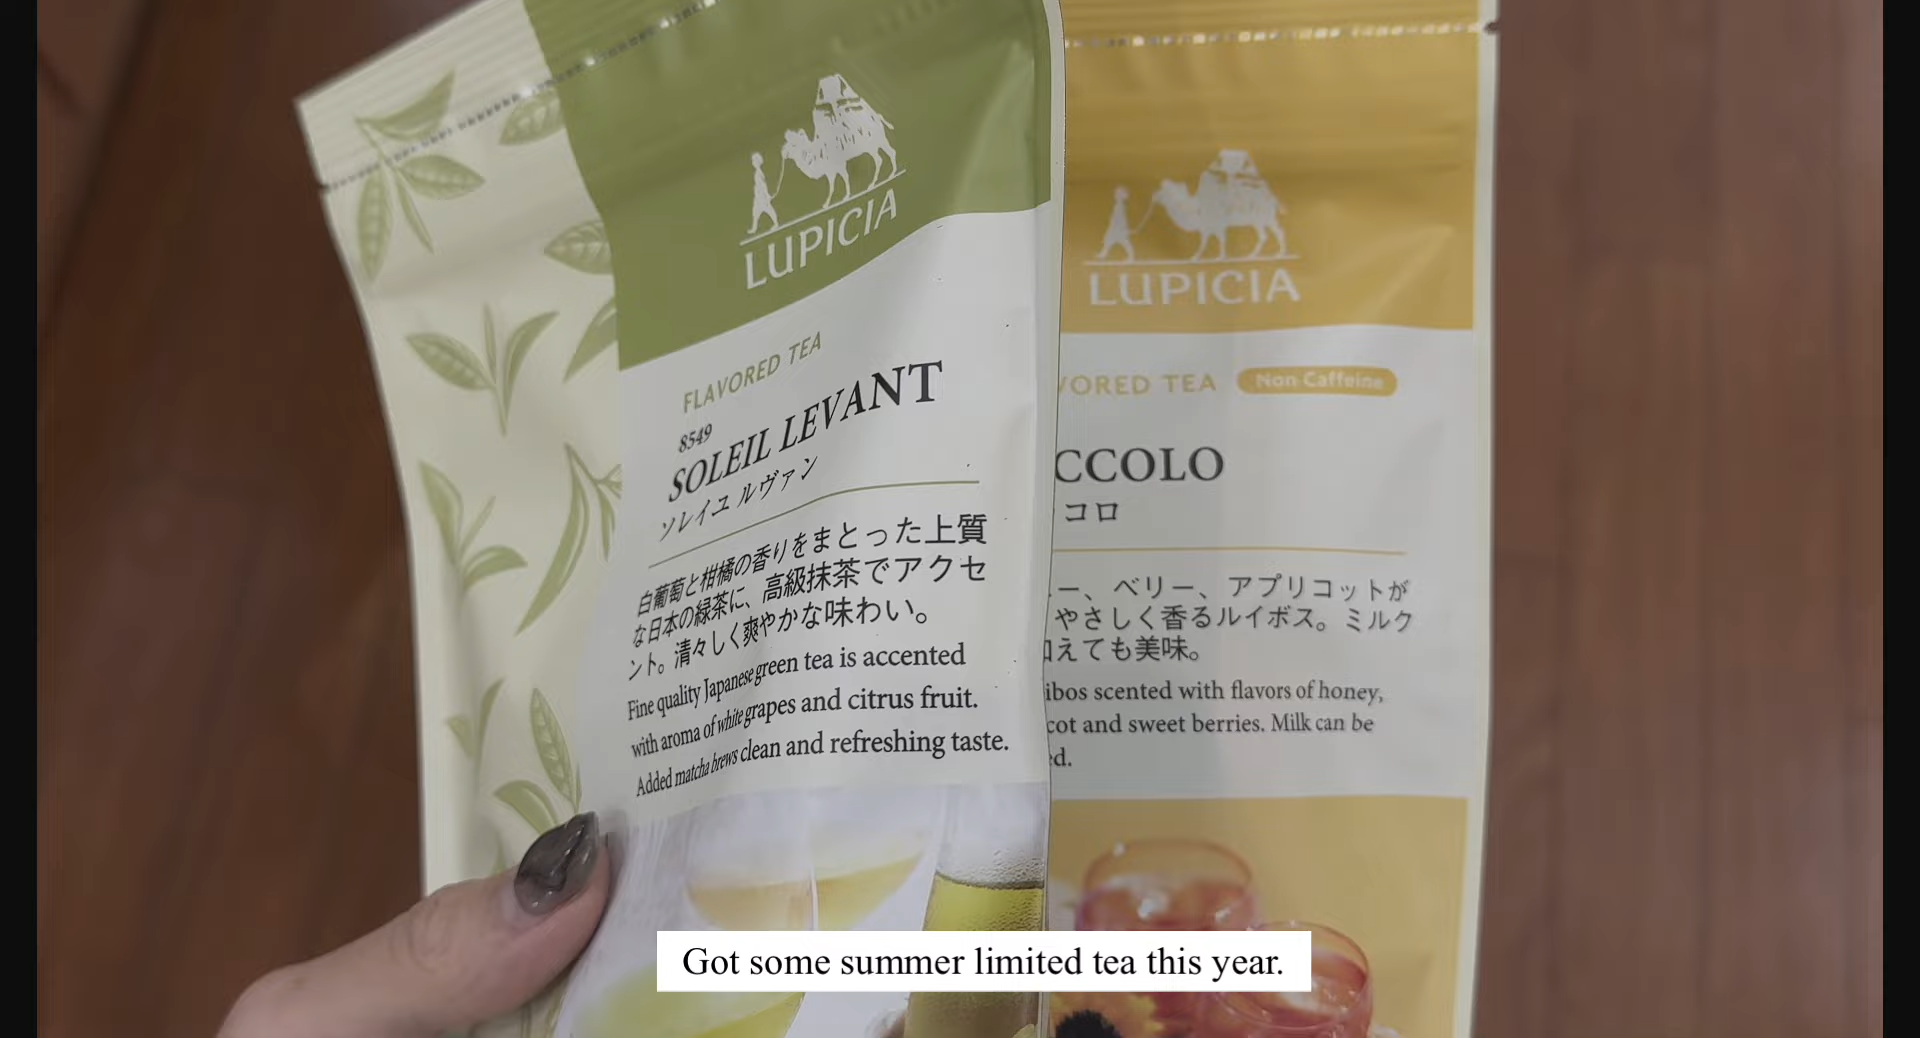 LUPICIA
FLAVORED TEA
8549
SOLEIL LEVANT
ソレイユ ルヴァン
白葡萄と柑橘の香りをまとった上質
な日本の緑茶に、高級抹茶でアクセ
ント。清々しく爽やかな味わい。
Fine quality Japanese green tea is accented
with aroma of white grapes and citrus fruit.
Added matcha brews clean and refreshing taste.
LUPICIA
VORED TEA Non Caffeine
CCOLO
コロ
ー、ベリー、アプリコットが
やさしく香るルイボス。ミルク
えても美味。
ibos scented with flavors of honey,
cot and sweet berries. Milk can be
ed.
Got some summer limited tea this year.